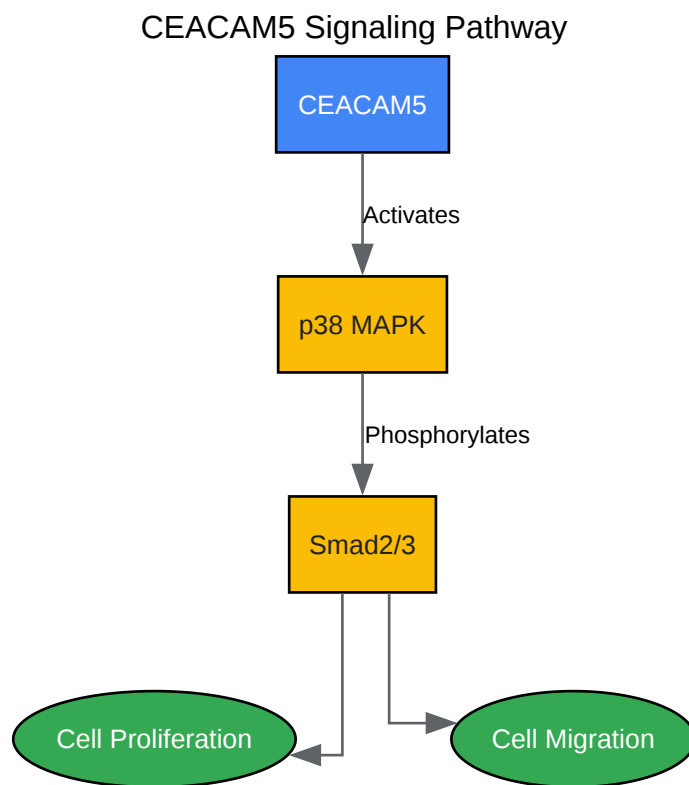 CEACAM5 Signaling Pathway
CEACAM5
Activates
p38 MAPK
Phosphorylates
Smad2/3
Cell Proliferation
Cell Migration